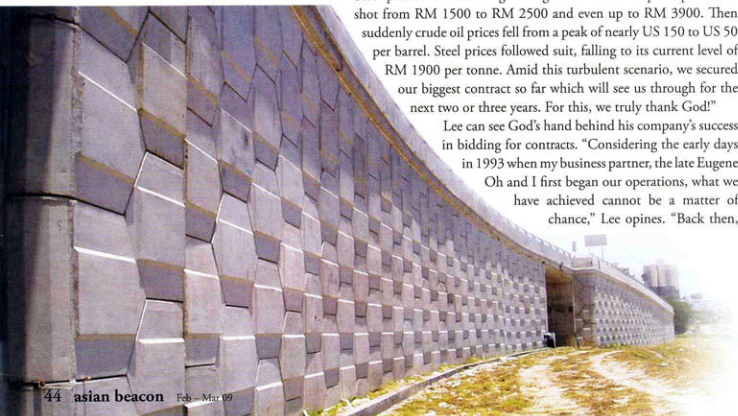 shot from RM 1500 to RM 2500 and even up to RM 3900. Then
suddenly crude oil prices fell from a peak of nearly US 150 to US 50
per barrel. Steel prices followed suit, falling to its current level of
RM 1900 per tonne. Amid this turbulent scenario, we secured
our biggest contract so far which will see us through for the
next two or three years. For this, we truly thank God!”
Lee can see God’s hand behind his company’s success
in bidding for contracts. “Considering the early days
in 1993 when my business partner, the late Eugene
Oh and I first began our operations, what we
have achieved cannot be a matter of
chance,” Lee opines. “Back then,
44 asian beacon Feb – Mar 09